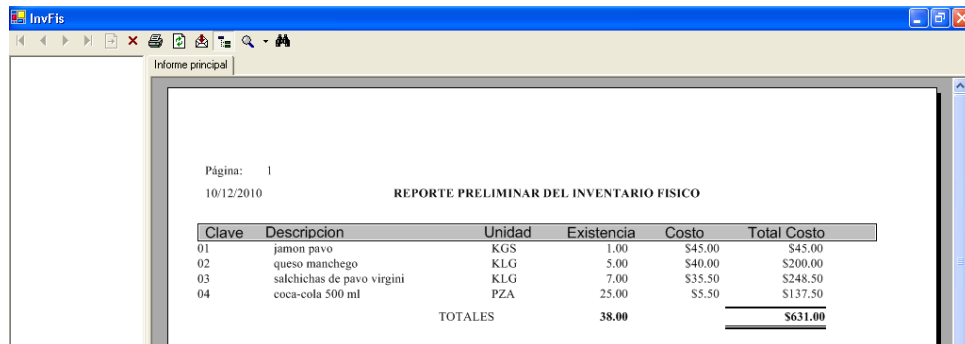 InvFis
Informe principal
Página: 1
10/12/2010 REPORTE PRELIMINAR DEL INVENTARIO FISICO
Clave Descripcion Unidad Existencia Costo Total Costo
01 jamon pavo KGS 1.00 $45.00 $45.00
02 queso manchego KLG 5.00 $40.00 $200.00
03 salchichas de pavo virgini KLG 7.00 $35.50 $248.50
04 coca-cola 500 ml PZA 25.00 $5.50 $137.50
TOTALES 38.00 $631.00